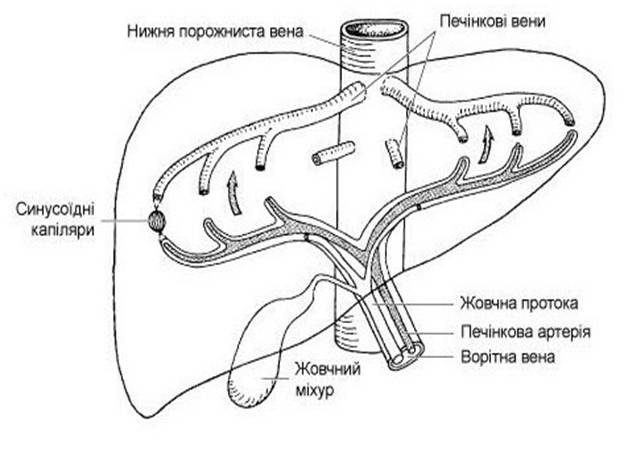 Нижня порожниста вена
Печінкові вени
Синусоїдні
капіляри
Жовчна протока
Печінкова артерія
Ворітна вена
Жовчний
міхур